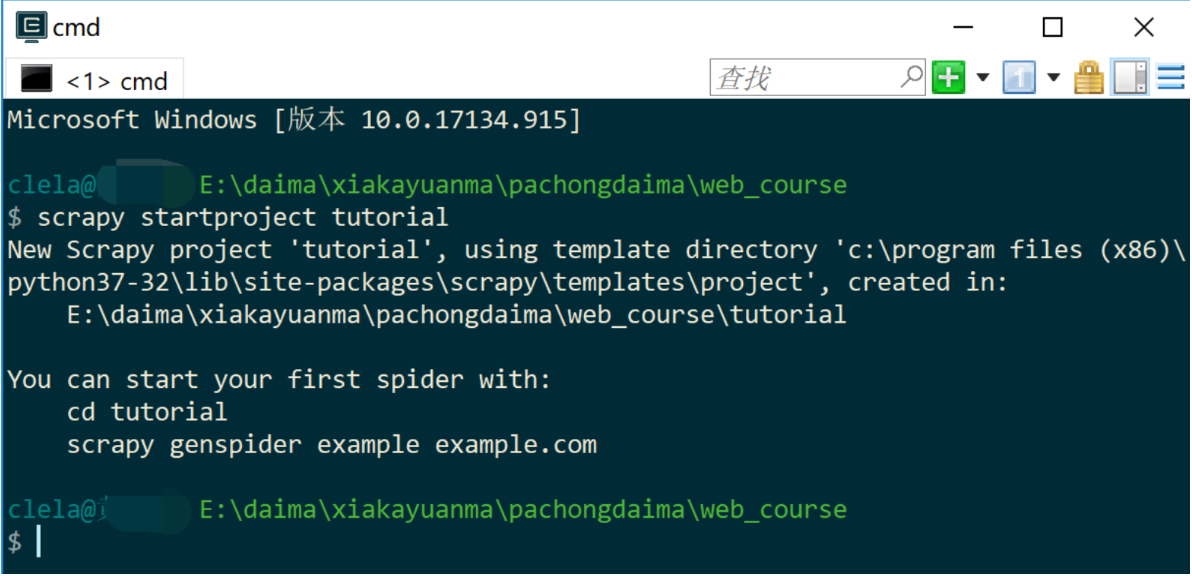 cmd
<1> cmd
查找
1
Microsoft Windows [版本 10.0.17134.915]
clela@ E:\daima\xiakayuanma\pachongdaima\web_course
$ scrapy startproject tutorial
New Scrapy project 'tutorial', using template directory 'c:\program files (x86)\
python37-32\lib\site-packages\scrapy\templates\project', created in:
E:\daima\xiakayuanma\pachongdaima\web_course\tutorial
You can start your first spider with:
cd tutorial
scrapy genspider example example.com
clela@ E:\daima\xiakayuanma\pachongdaima\web_course
$